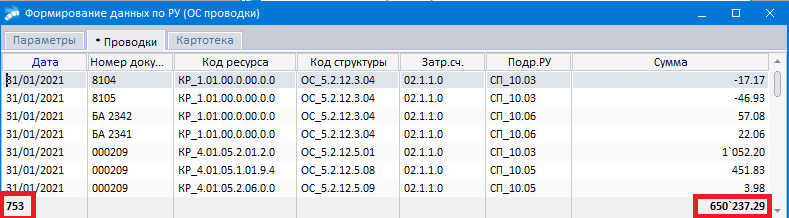 Формирование данных по РУ (ОС проводки)
Параметры * Проводки Картотека
Дата Номер доку... Код ресурса Код структуры Затр.сч. Подр.РУ Сумма
31/01/2021 8104 КР_1.01.00.0.00.0.0 ОС_5.2.12.3.04 02.1.1.0 СП_10.03 -17.17
31/01/2021 8105 КР_1.01.00.0.00.0.0 ОС_5.2.12.3.04 02.1.1.0 СП_10.03 -46.93
31/01/2021 БА 2342 КР_1.01.00.0.00.0.0 ОС_5.2.12.3.04 02.1.1.0 СП_10.06 57.08
31/01/2021 БА 2341 КР_1.01.00.0.00.0.0 ОС_5.2.12.3.04 02.1.1.0 СП_10.06 22.06
31/01/2021 000209 КР_4.01.05.2.01.2.0 ОС_5.2.12.5.01 02.1.1.0 СП_10.03 1`052.20
31/01/2021 000209 КР_4.01.05.1.01.9.4 ОС_5.2.12.5.08 02.1.1.0 СП_10.05 451.83
31/01/2021 000209 КР_4.01.05.2.06.0.0 ОС_5.2.12.5.09 02.1.1.0 СП_10.05 3.98
753 650`237.29